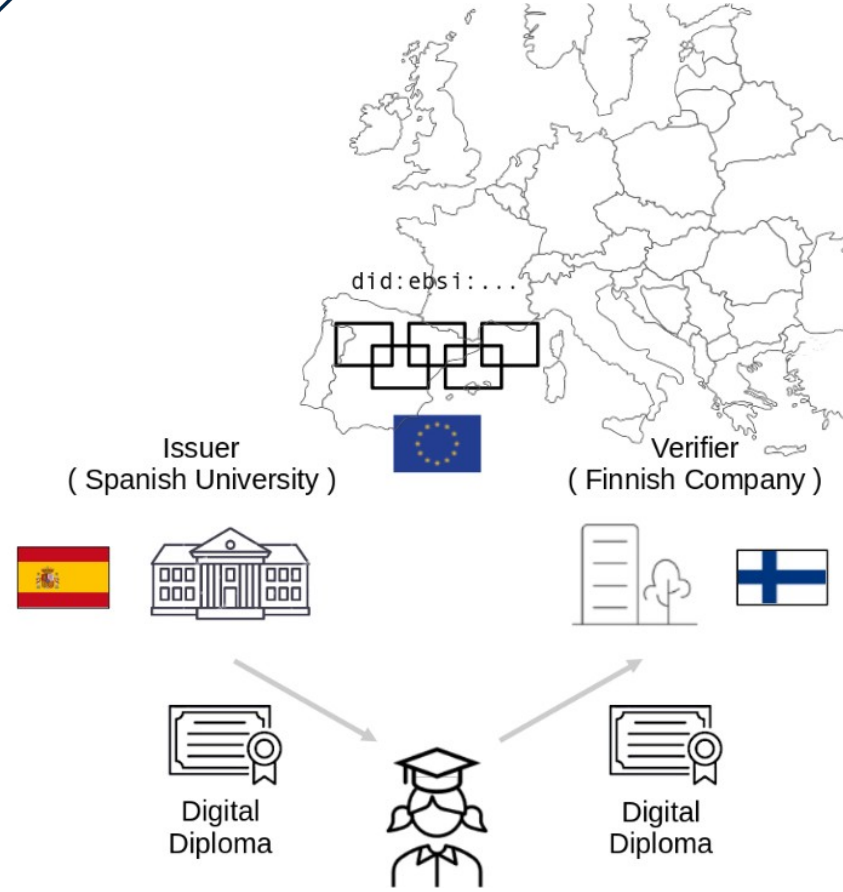 did:ebsi:...
Issuer
( Spanish University )
Verifier
( Finnish Company )
Digital
Diploma
Digital
Diploma